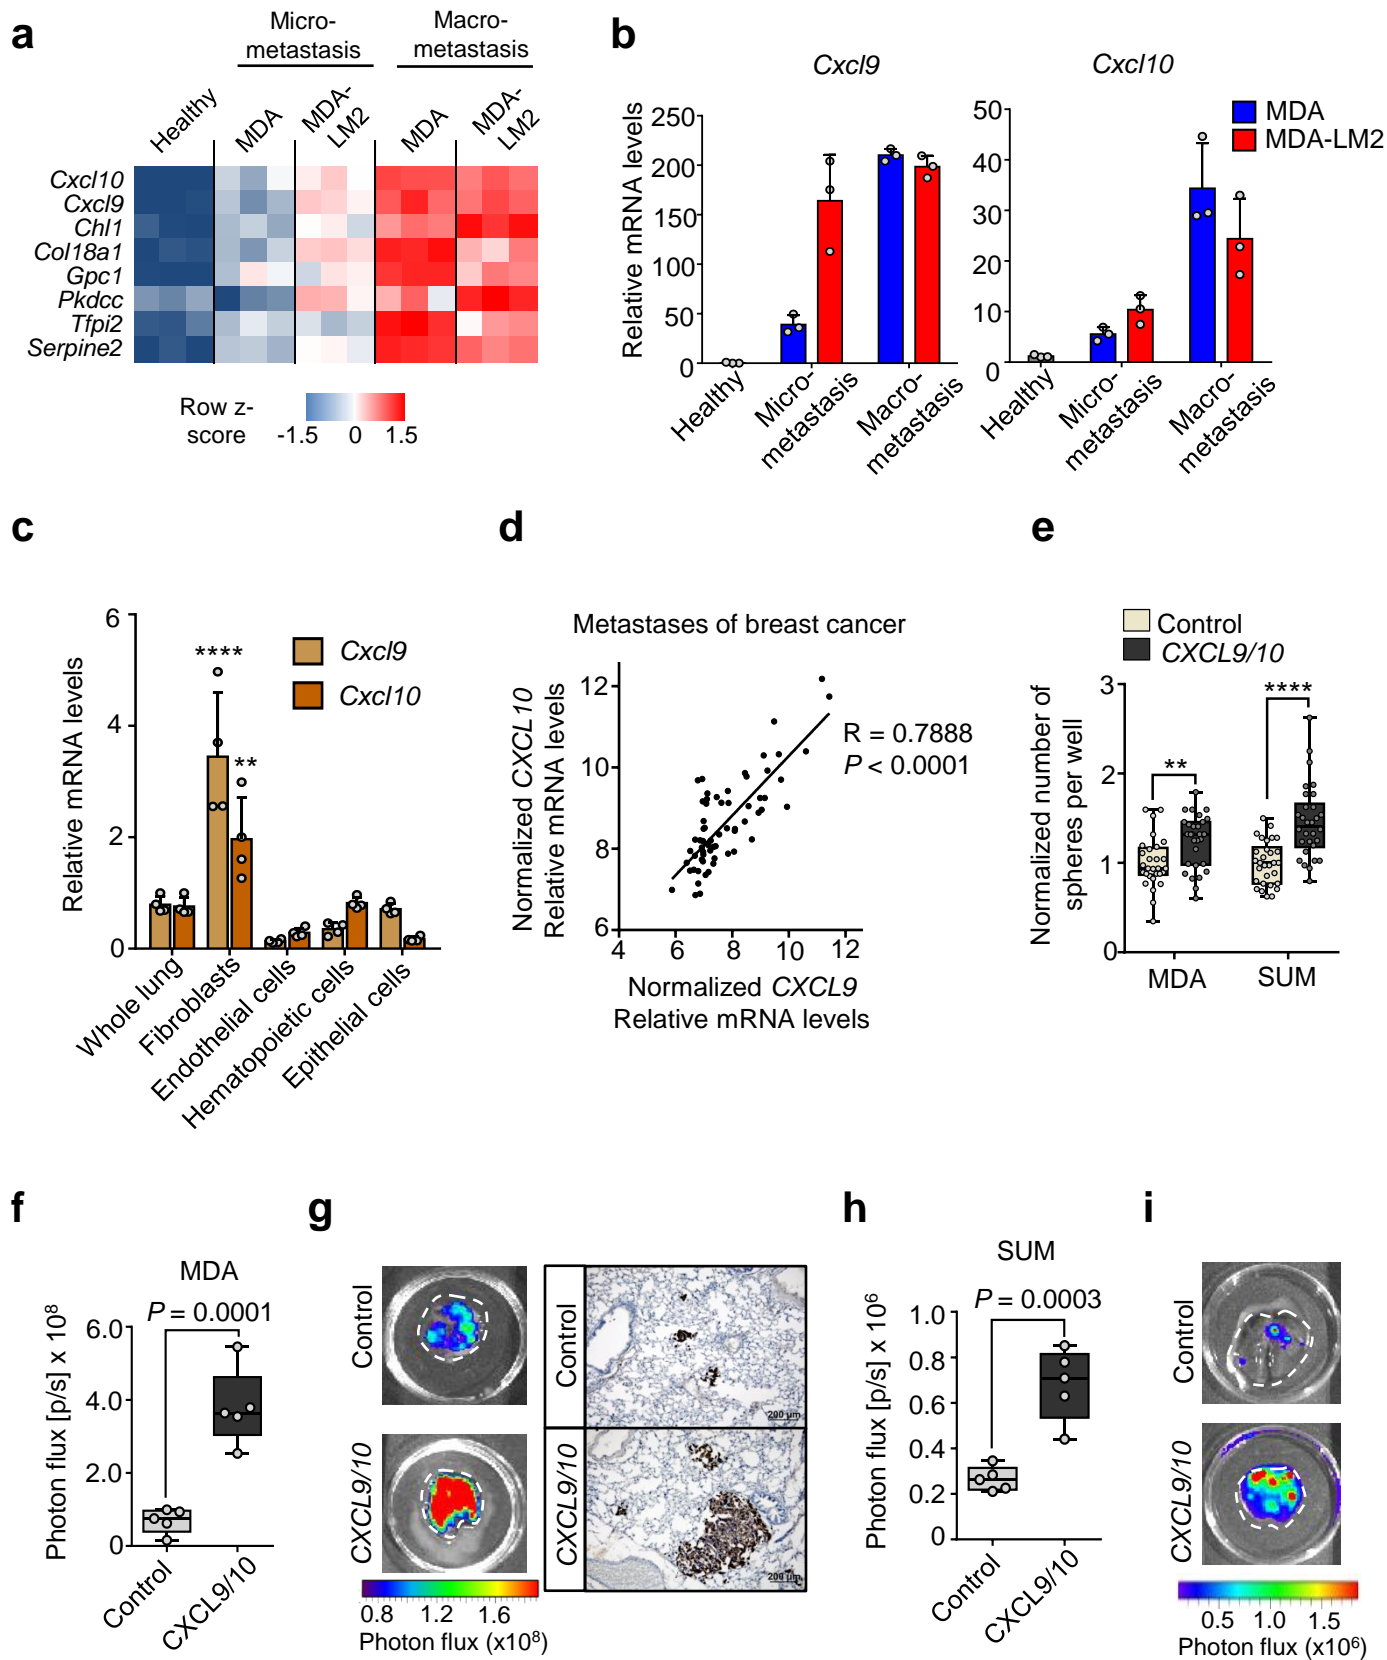 a
Micro-
metastasis
Macro-
metastasis
Healthy
MDA
MDA-
LM2
MDA
MDA-
LM2
Cxcl10
Cxcl9
Chl1
Col18a1
Gpc1
Pkdcc
Tfpi2
Serpine2
Row z-
score
-1.5 0 1.5
b
Cxcl9
Relative mRNA levels
250
200
150
100
50
0
Healthy
Micro-
metastasis
Macro-
metastasis
Cxcl10
50
40
30
20
10
0
Healthy
Micro-
metastasis
Macro-
metastasis
MDA
MDA-LM2
c
Relative mRNA levels
6
4
2
0
****
**
Cxcl9
Cxcl10
Whole lung
Fibroblasts
Endothelial cells
Hematopoietic cells
Epithelial cells
d
Metastases of breast cancer
Normalized CXCL10
Relative mRNA levels
12
10
8
6
4 6 8 10 12
R = 0.7888
P < 0.0001
Normalized CXCL9
Relative mRNA levels
e
Control
CXCL9/10
Normalized number of
spheres per well
3
2
1
0
**
****
MDA SUM
f
MDA
P = 0.0001
Photon flux [p/s] x 10⁸
6.0
4.0
2.0
0
Control
CXCL9/10
g
Control
CXCL9/10
0.8 1.2 1.6
Photon flux (x10⁸)
Control
200 µm
CXCL9/10
200 µm
h
SUM
P = 0.0003
Photon flux [p/s] x 10⁶
1.0
0.8
0.6
0.4
0.2
0
Control
CXCL9/10
i
Control
CXCL9/10
0.5 1.0 1.5
Photon flux (x10⁶)